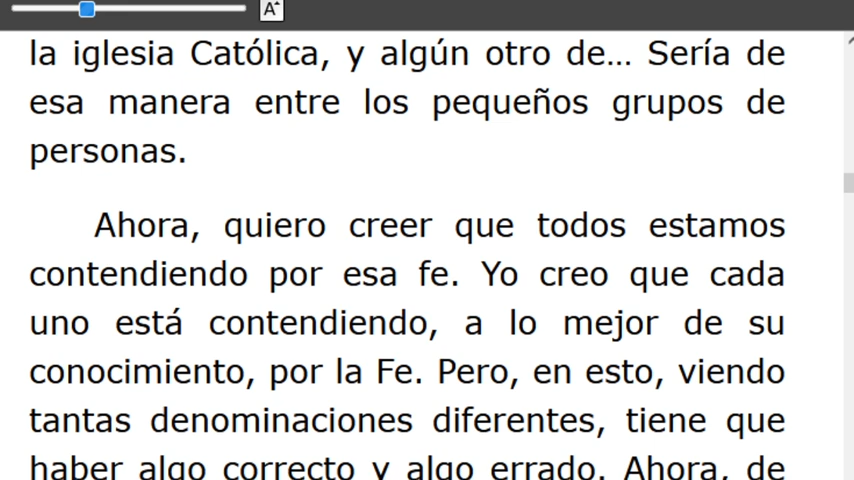 A
la iglesia Católica, y algún otro de... Sería de
esa manera entre los pequeños grupos de
personas.
Ahora, quiero creer que todos estamos
contendiendo por esa fe. Yo creo que cada
uno está contendiendo, a lo mejor de su
conocimiento, por la Fe. Pero, en esto, viendo
tantas denominaciones diferentes, tiene que
haber algo correcto y algo errado. Ahora, de